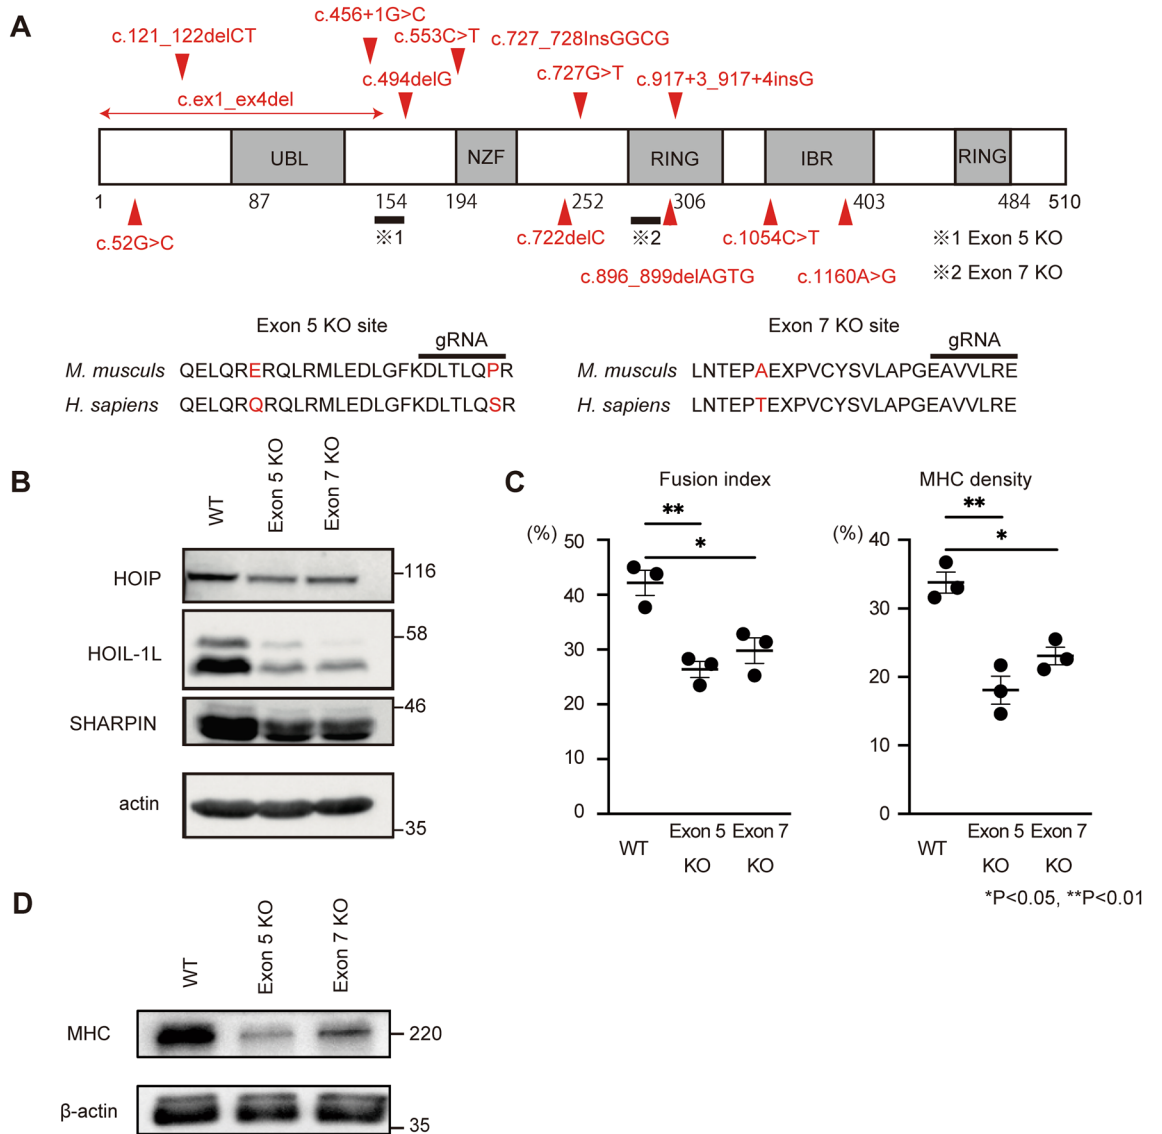 A
c.456+1G>C
c.121_122delCT
c.553C>T
c.727_728InsGGCG
c.494delG
c.727G>T
c.917+3_917+4insG
c.ex1_ex4del
UBL
NZF
RING
IBR
RING
1
87
154
194
252
306
403
484
510
c.52G>C
※1
c.722delC
※2
c.1054C>T
※1 Exon 5 KO
c.896_899delAGTG
c.1160A>G
※2 Exon 7 KO
Exon 5 KO site
gRNA
M. musculs QELQRERQLRMLEDLGFKDLTLQPR
H. sapiens QELQRQRQLRMLEDLGFKDLTLQSR
Exon 7 KO site
gRNA
M. musculs LNTEPAEXPVCYSVLAPGEAVVLRE
H. sapiens LNTEPTEXPVCYSVLAPGEAVVLRE
B
WT
Exon 5 KO
Exon 7 KO
HOIP
116
HOIL-1L
58
SHARPIN
46
actin
35
C
Fusion index
**
*
(%)
50
40
30
20
10
0
WT
Exon 5
KO
Exon 7
KO
MHC density
**
*
(%)
40
30
20
10
0
WT
Exon 5
KO
Exon 7
KO
*P<0.05, **P<0.01
D
WT
Exon 5 KO
Exon 7 KO
MHC
220
β-actin
35